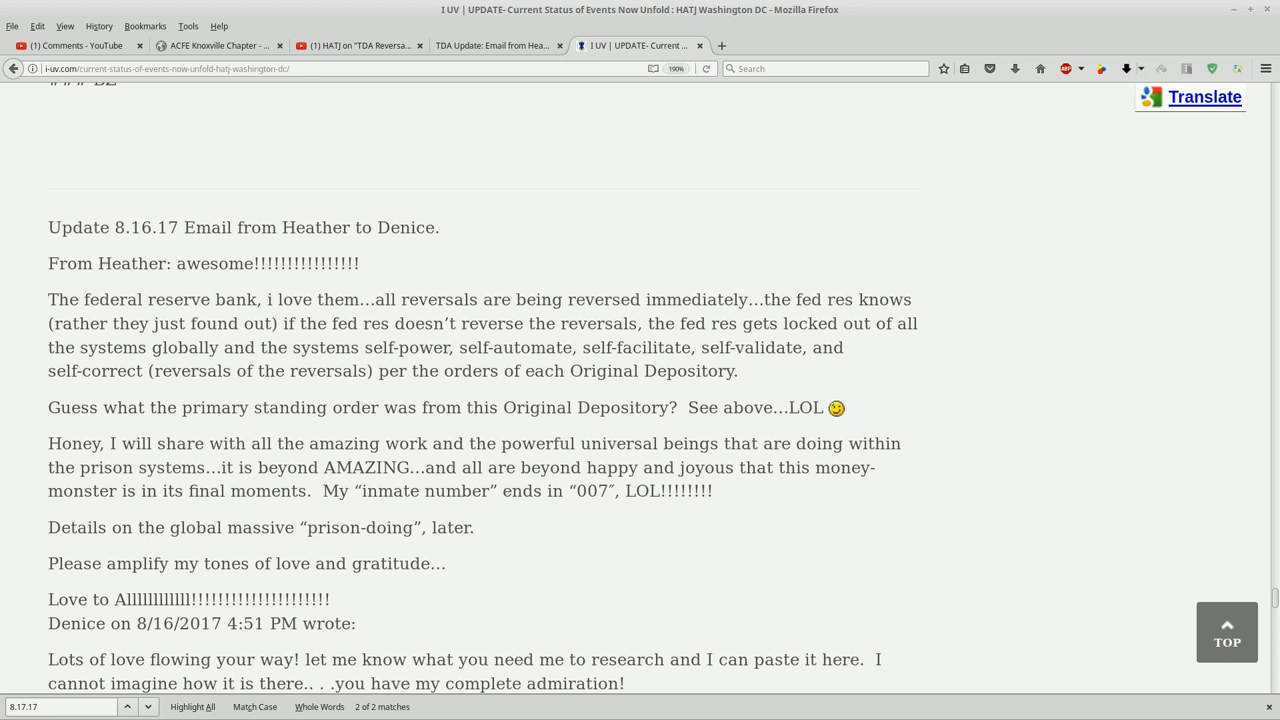 I UV | UPDATE- Current Status of Events Now Unfold : HATJ Washington DC - Mozilla Firefox
File Edit View History Bookmarks Tools Help
(1) Comments - YouTube
ACFE Knoxville Chapter - ...
(1) HATJ on "TDA Reversa...
TDA Update: Email from Hea...
I UV | UPDATE- Current ...
i-uv.com/current-status-of-events-now-unfold-hatj-washington-dc/
190%
Search
ABP
Translate
Update 8.16.17 Email from Heather to Denice.
From Heather: awesome!!!!!!!!!!!!!!!!
The federal reserve bank, i love them…all reversals are being reversed immediately…the fed res knows
(rather they just found out) if the fed res doesn’t reverse the reversals, the fed res gets locked out of all
the systems globally and the systems self-power, self-automate, self-facilitate, self-validate, and
self-correct (reversals of the reversals) per the orders of each Original Depository.
Guess what the primary standing order was from this Original Depository?  See above…LOL
Honey, I will share with all the amazing work and the powerful universal beings that are doing within
the prison systems…it is beyond AMAZING…and all are beyond happy and joyous that this money-
monster is in its final moments.  My “inmate number” ends in “007″, LOL!!!!!!!!
Details on the global massive “prison-doing”, later.
Please amplify my tones of love and gratitude…
Love to Alllllllllllll!!!!!!!!!!!!!!!!!!!!!
Denice on 8/16/2017 4:51 PM wrote:
Lots of love flowing your way! let me know what you need me to research and I can paste it here.  I
cannot imagine how it is there.. . .you have my complete admiration!
TOP
8.17.17
Highlight All Match Case Whole Words 2 of 2 matches